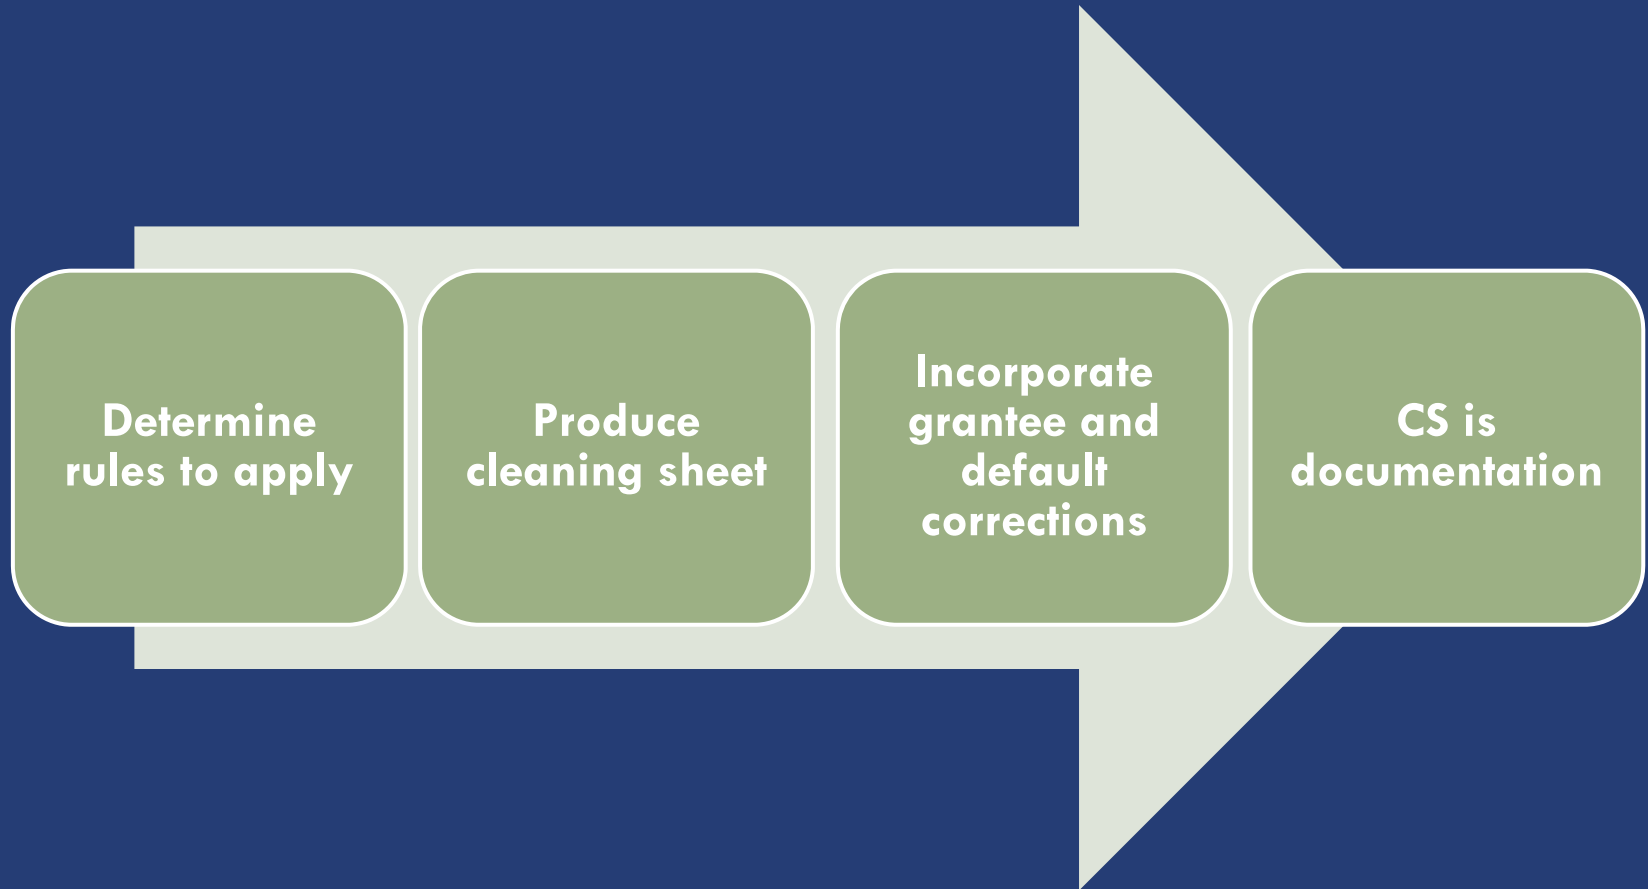 Determine
rules to apply
Produce
cleaning sheet
Incorporate
grantee and
default
corrections
CS is
documentation